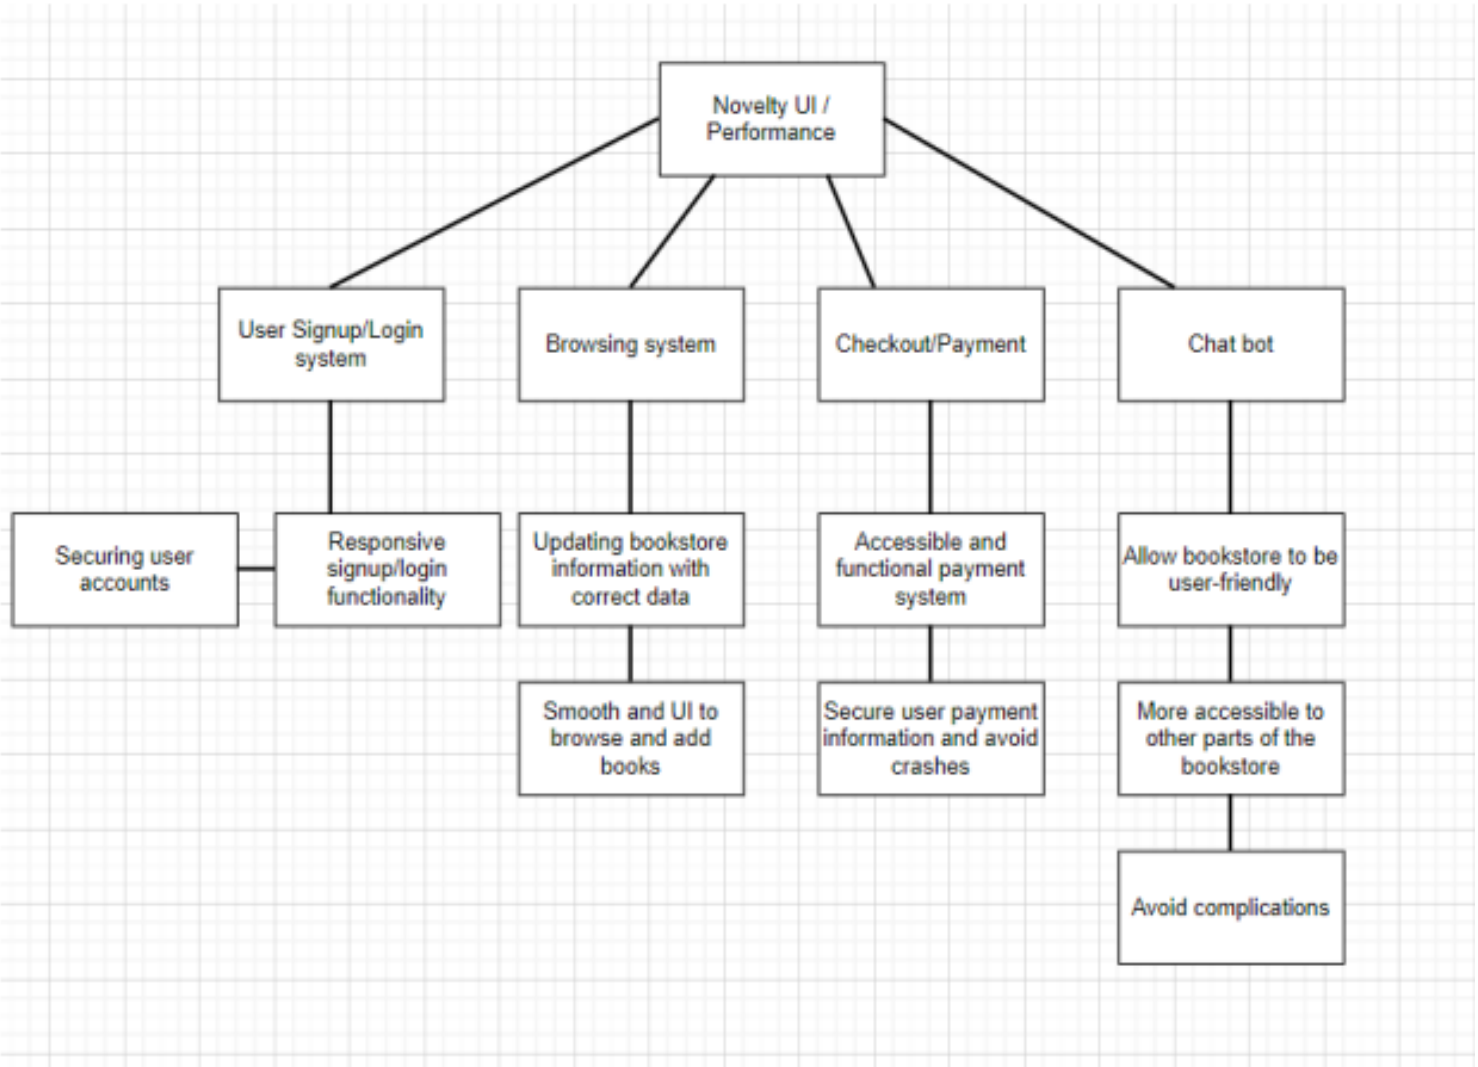 Novelty UI /
Performance
User Signup/Login
system
Browsing system
Checkout/Payment
Chat bot
Securing user
accounts
Responsive
signup/login
functionality
Updating bookstore
information with
correct data
Accessible and
functional payment
system
Allow bookstore to be
user-friendly
Smooth and UI to
browse and add
books
Secure user payment
information and avoid
crashes
More accessible to
other parts of the
bookstore
Avoid complications